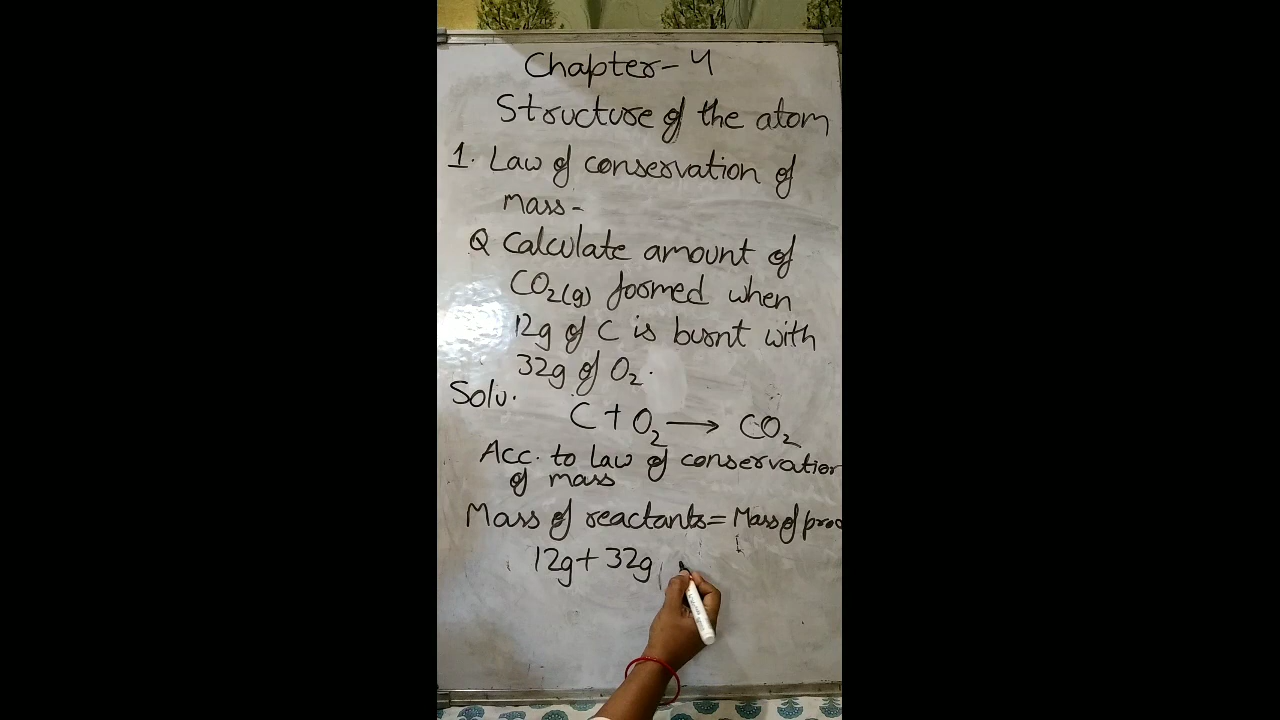 Chapter-4
Structure of the atom
1. Law of conservation of
mass-
Q Calculate amount of
CO2(g) formed when
12g of C is burnt with
32g of O2.
Solu.
C + O2 ⟶ CO2
Acc. to law of conservation
of mass
Mass of reactants = Mass of proc
12g + 32g